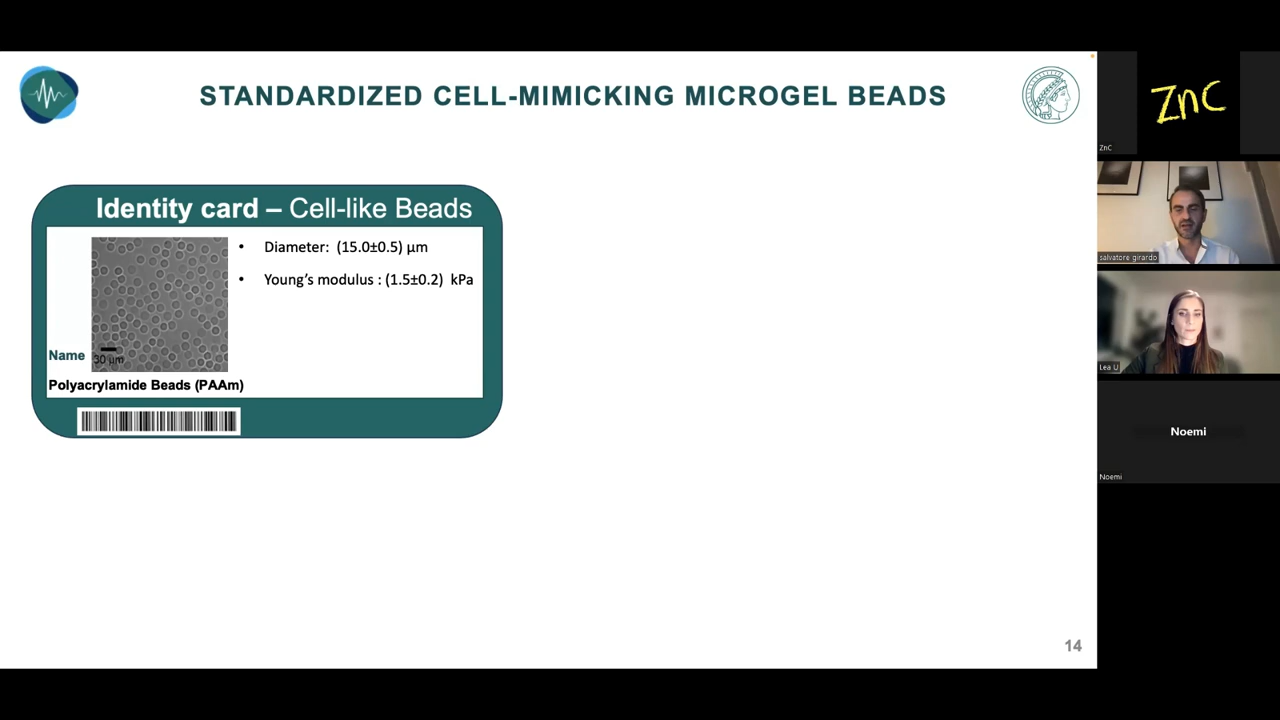 STANDARDIZED CELL-MIMICKING MICROGEL BEADS
Identity card – Cell-like Beads
• Diameter: (15.0±0.5) µm
• Young’s modulus : (1.5±0.2) kPa
30 µm
Name
Polyacrylamide Beads (PAAm)
14
ZnC
ZnC
salvatore girardo
Lea U
Noemi
Noemi